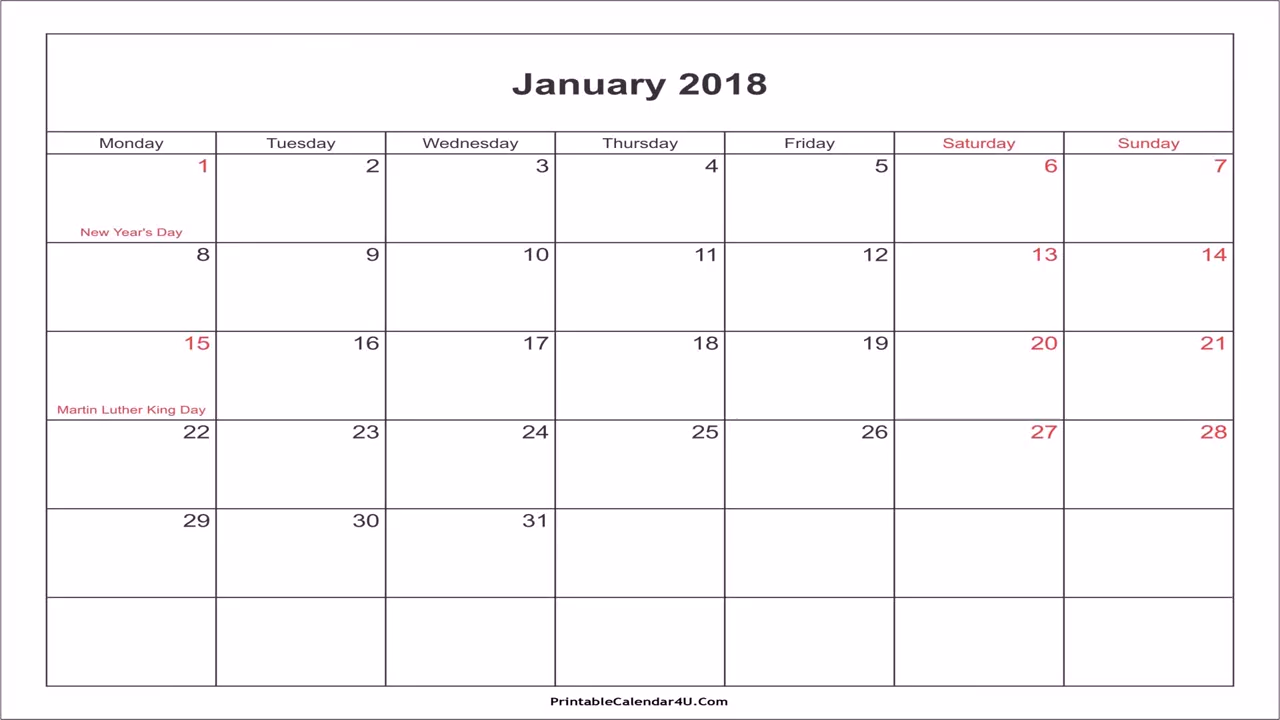 January 2018
Monday Tuesday Wednesday Thursday Friday Saturday Sunday
1 2 3 4 5 6 7
New Year's Day
8 9 10 11 12 13 14
15 16 17 18 19 20 21
Martin Luther King Day
22 23 24 25 26 27 28
29 30 31
PrintableCalendar4U.Com